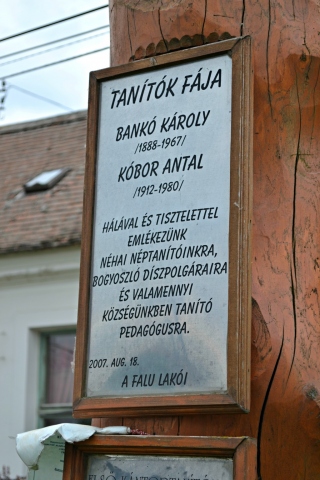 TANÍTÓK FÁJA
BANKÓ KÁROLY
/1888-1967/
KÓBOR ANTAL
/1912-1980/
HÁLÁVAL ÉS TISZTELETTEL
EMLÉKEZÜNK
NÉHAI NÉPTANÍTÓINKRA,
BOGYOSZLÓ DÍSZPOLGÁRAIRA
ÉS VALAMENNYI
KÖZSÉGÜNKBEN TANÍTÓ
PEDAGÓGUSRA.
2007. AUG. 18.
A FALU LAKÓI